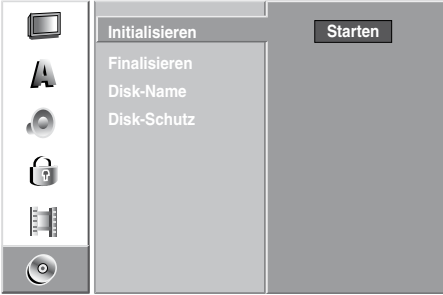 Initialisieren
Starten
Finalisieren
Disk-Name
Disk-Schutz